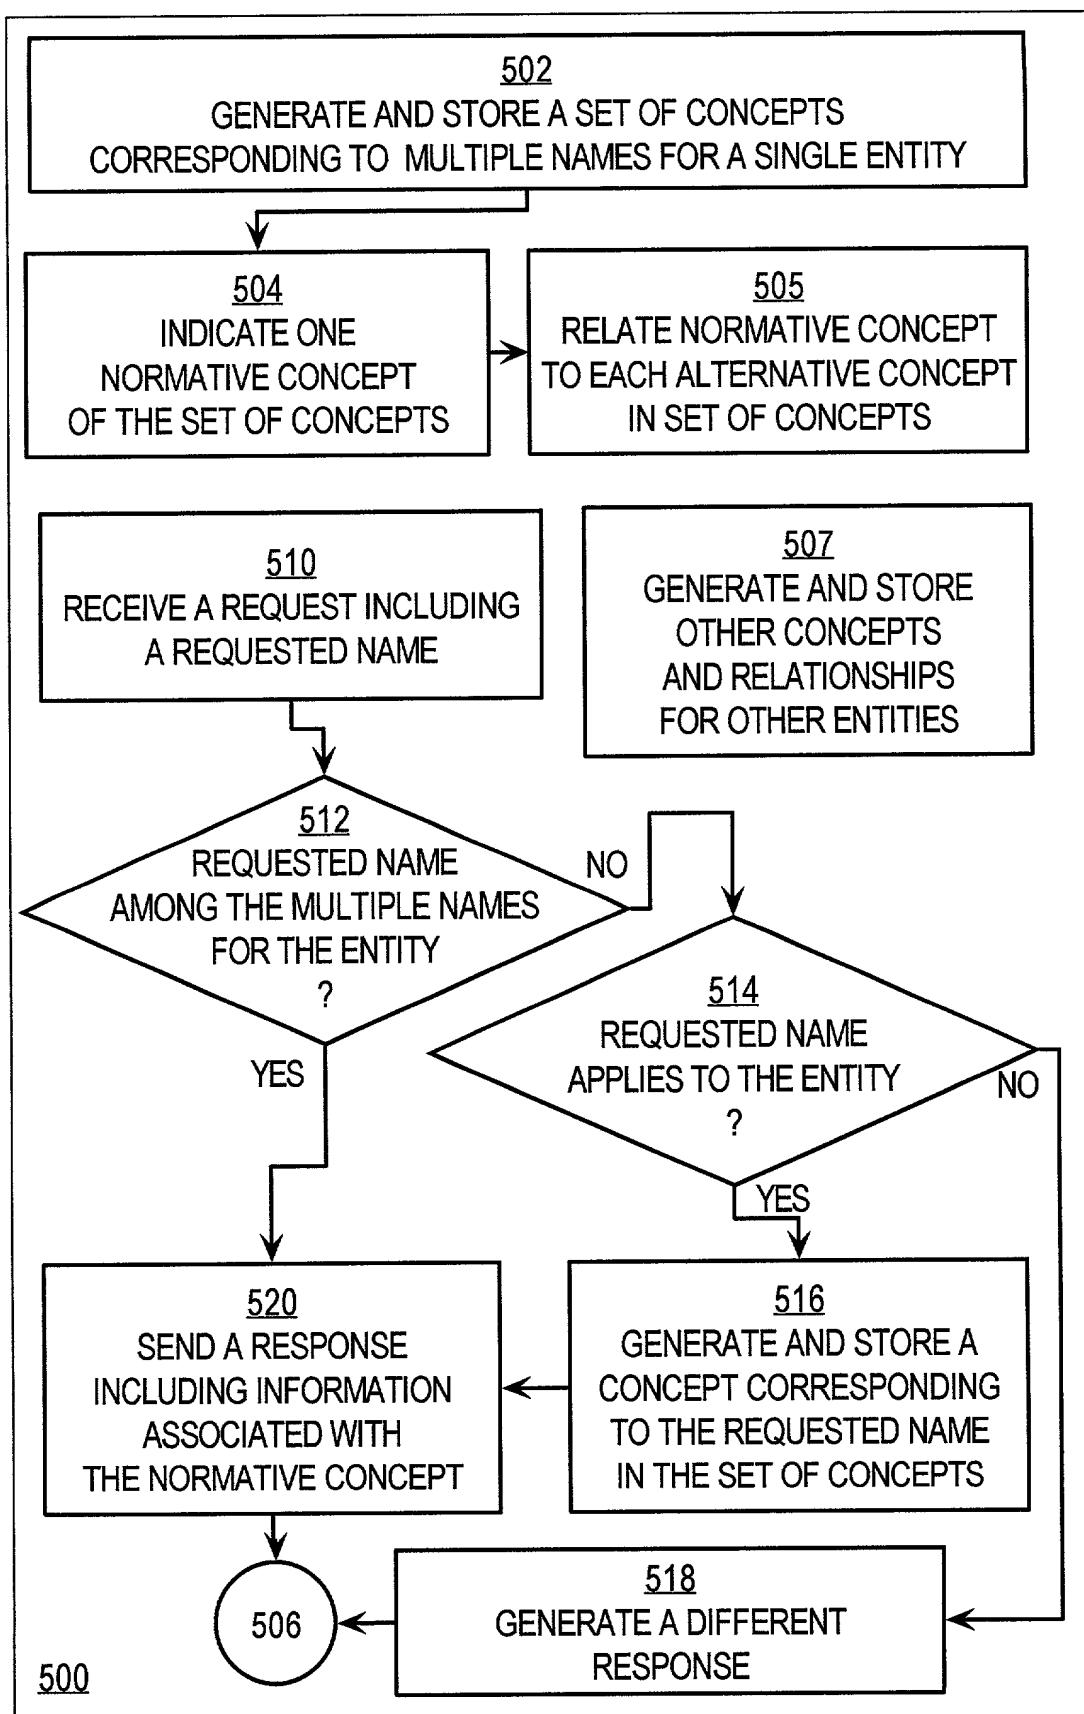 502
GENERATE AND STORE A SET OF CONCEPTS
CORRESPONDING TO MULTIPLE NAMES FOR A SINGLE ENTITY
504
INDICATE ONE
NORMATIVE CONCEPT
OF THE SET OF CONCEPTS
505
RELATE NORMATIVE CONCEPT
TO EACH ALTERNATIVE CONCEPT
IN SET OF CONCEPTS
510
RECEIVE A REQUEST INCLUDING
A REQUESTED NAME
507
GENERATE AND STORE
OTHER CONCEPTS
AND RELATIONSHIPS
FOR OTHER ENTITIES
512
REQUESTED NAME
AMONG THE MULTIPLE NAMES
FOR THE ENTITY
?
NO
YES
514
REQUESTED NAME
APPLIES TO THE ENTITY
?
NO
YES
520
SEND A RESPONSE
INCLUDING INFORMATION
ASSOCIATED WITH
THE NORMATIVE CONCEPT
516
GENERATE AND STORE A
CONCEPT CORRESPONDING
TO THE REQUESTED NAME
IN THE SET OF CONCEPTS
506
518
GENERATE A DIFFERENT
RESPONSE
500